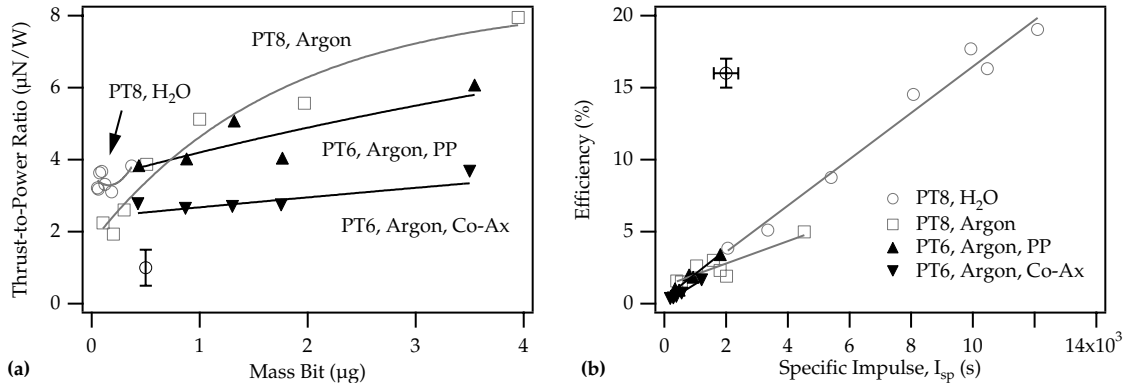 8
6
4
2
0
Thrust-to-Power Ratio (µN/W)
PT8, Argon
PT8, H2O
PT6, Argon, PP
PT6, Argon, Co-Ax
0 1 2 3 4
Mass Bit (µg)
(a)
20
15
10
5
0
Efficiency (%)
PT8, H2O
PT8, Argon
PT6, Argon, PP
PT6, Argon, Co-Ax
0 2 4 6 8 10 14x10³
Specific Impulse, Isp (s)
(b)